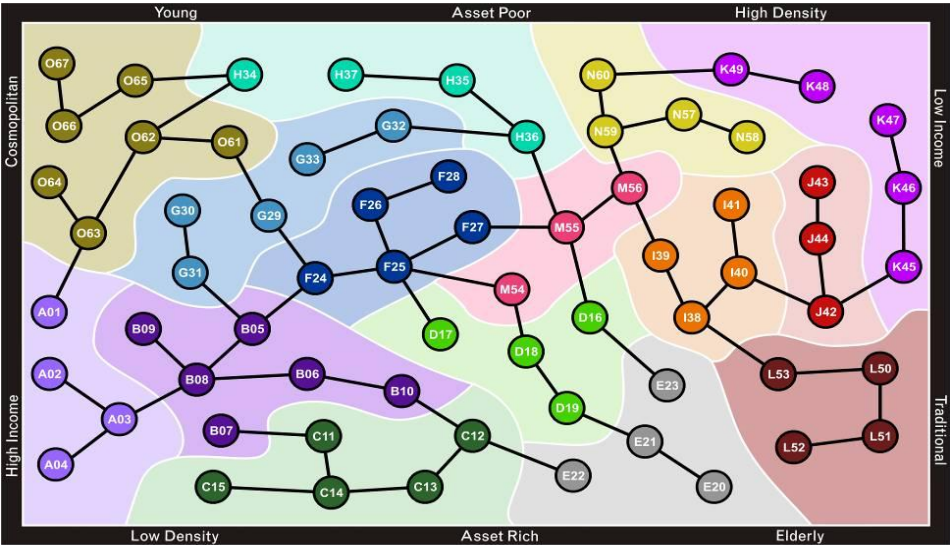 Young Asset Poor High Density
Cosmopolitan
High Income
Low Income
Traditional
O67
O65
H34
H37
H35
N60
K49
K48
O66
O62
O61
G32
G33
H36
N59
N57
N58
K47
O64
O63
G30
G29
F28
F26
F27
M55
M56
I41
J43
K46
G31
F24
F25
M54
I39
I40
J44
K45
A01
B09
B05
D17
D16
I38
J42
A02
B08
B06
B10
D18
E23
L53
L50
A03
B07
C11
C12
D19
E21
L52
L51
A04
C15
C14
C13
E22
E20
Low Density Asset Rich Elderly